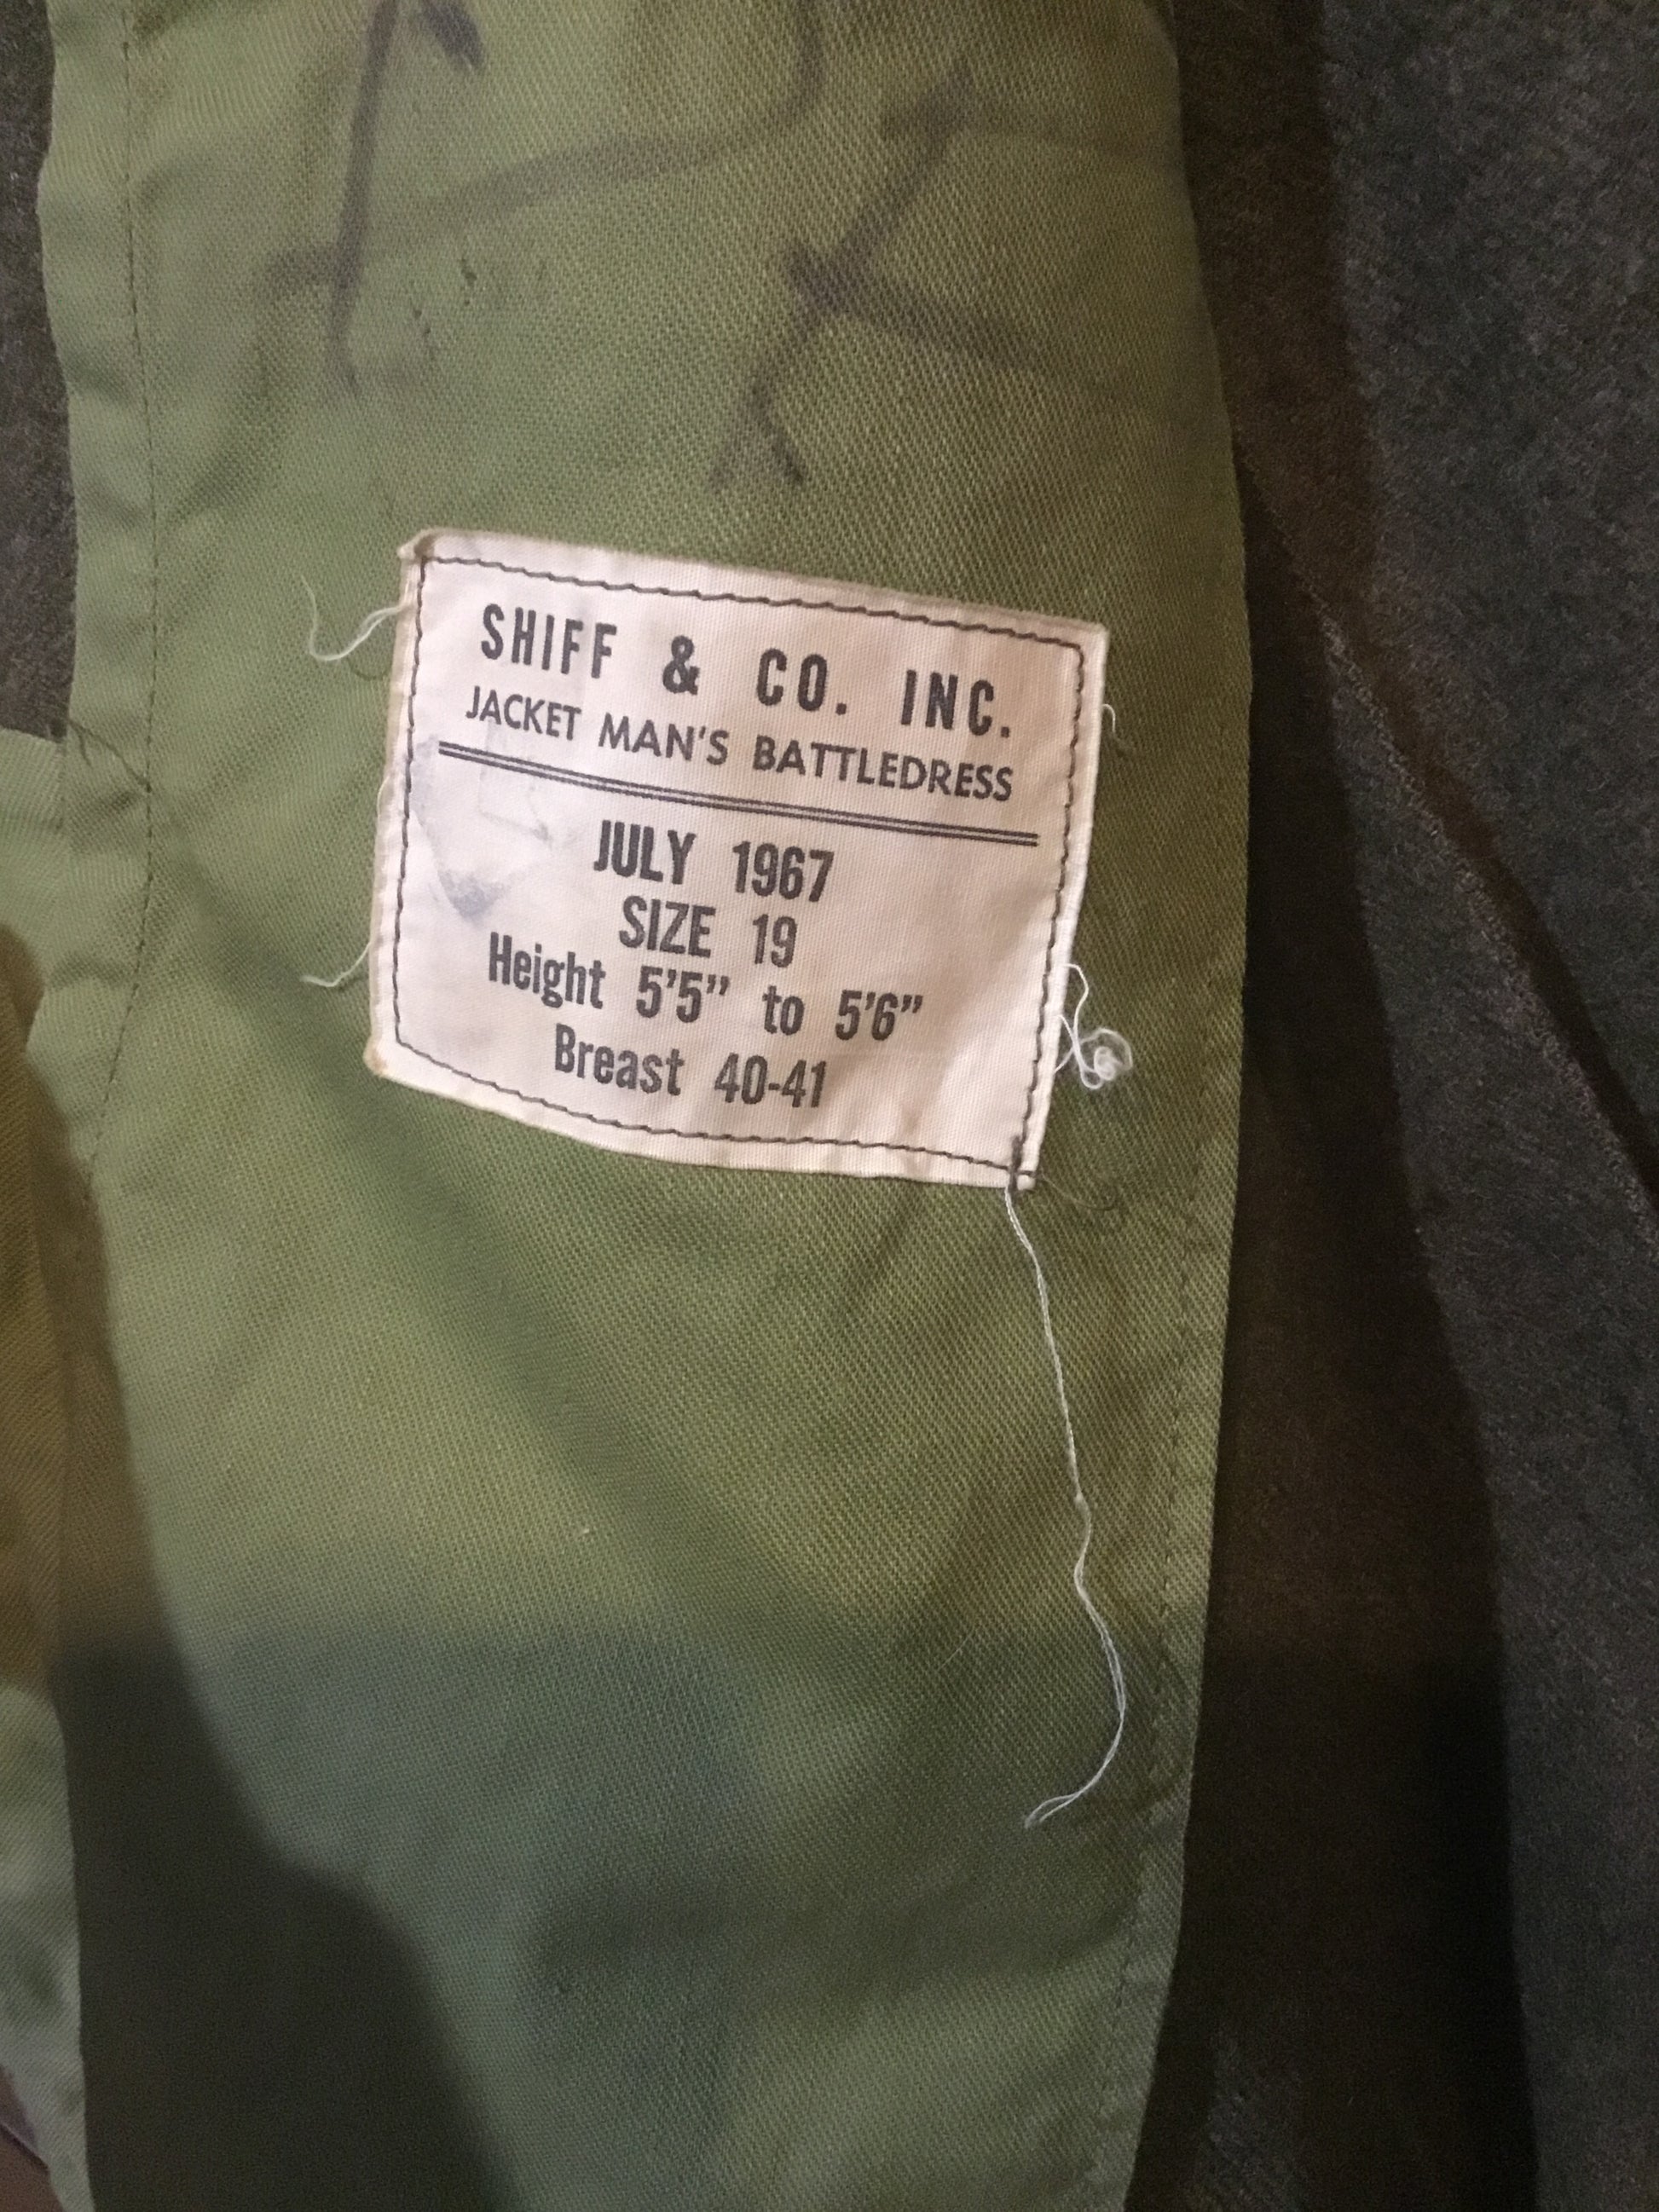 SHIFF & CO. INC.
JACKET MAN'S BATTLEDRESS
JULY 1967
SIZE 19
Height 5'5" to 5'6"
Breast 40-41